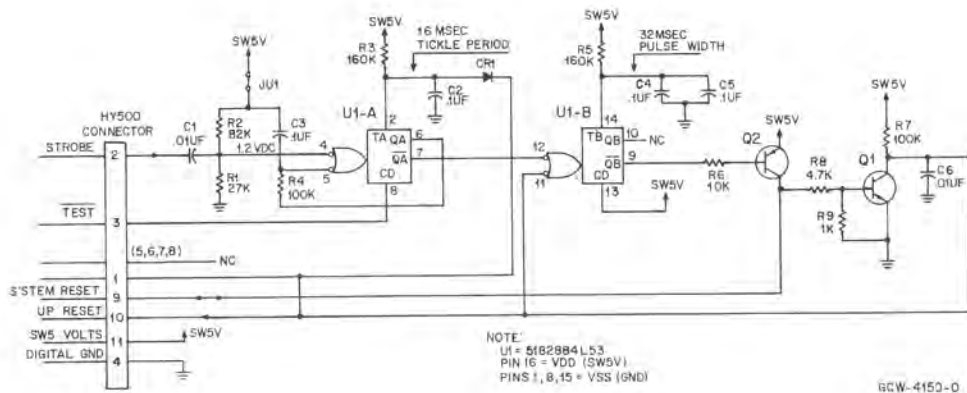 SW5V
JU1
HY500
CONNECTOR
C1
.01UF
R2
82K
C3
.1UF
1.2 VDC
R1
27K
R4
100K
SW5V
R3
160K
16 MSEC
TICKLE PERIOD
CR1
C2
.1UF
U1-A
2
TA QA 6
QA 7
CD
8
4
5
SW5V
R5
160K
32MSEC
PULSE WIDTH
C4
.1UF
C5
.1UF
U1-B
14
TB QB 10 NC
QB 9
CD
13
12
11
SW5V
R6
10K
Q2
SW5V
R8
4.7K
R9
1K
Q1
SW5V
R7
100K
C6
.01UF
STROBE 2
TEST 3
(5,6,7,8) NC
1
S'STEM RESET 9
UP RESET 10
SW5 VOLTS 11 SW5V
DIGITAL GND 4
NOTE:
U1 = 5182884L53
PIN 16 = VDD (SW5V)
PINS 1, 8,15 = VSS (GND)
GCW-4150-O